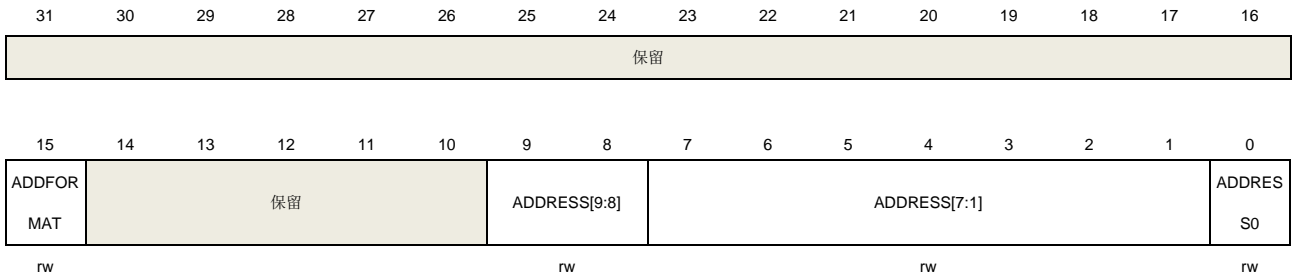 31 30 29 28 27 26 25 24 23 22 21 20 19 18 17 16
保留
15 14 13 12 11 10 9 8 7 6 5 4 3 2 1 0
ADDFOR
MAT
保留
ADDRESS[9:8]
ADDRESS[7:1]
ADDRES
S0
rw rw rw rw